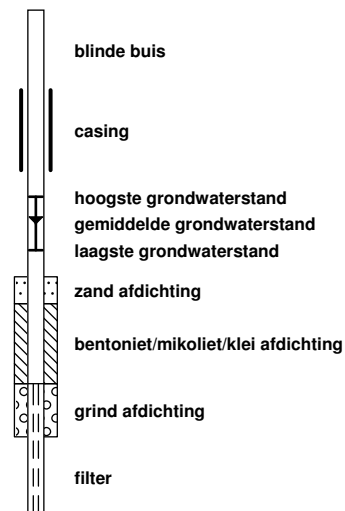 blinde buis
casing
hoogste grondwaterstand
gemiddelde grondwaterstand
laagste grondwaterstand
zand afdichting
bentoniet/mikoliet/klei afdichting
grind afdichting
filter